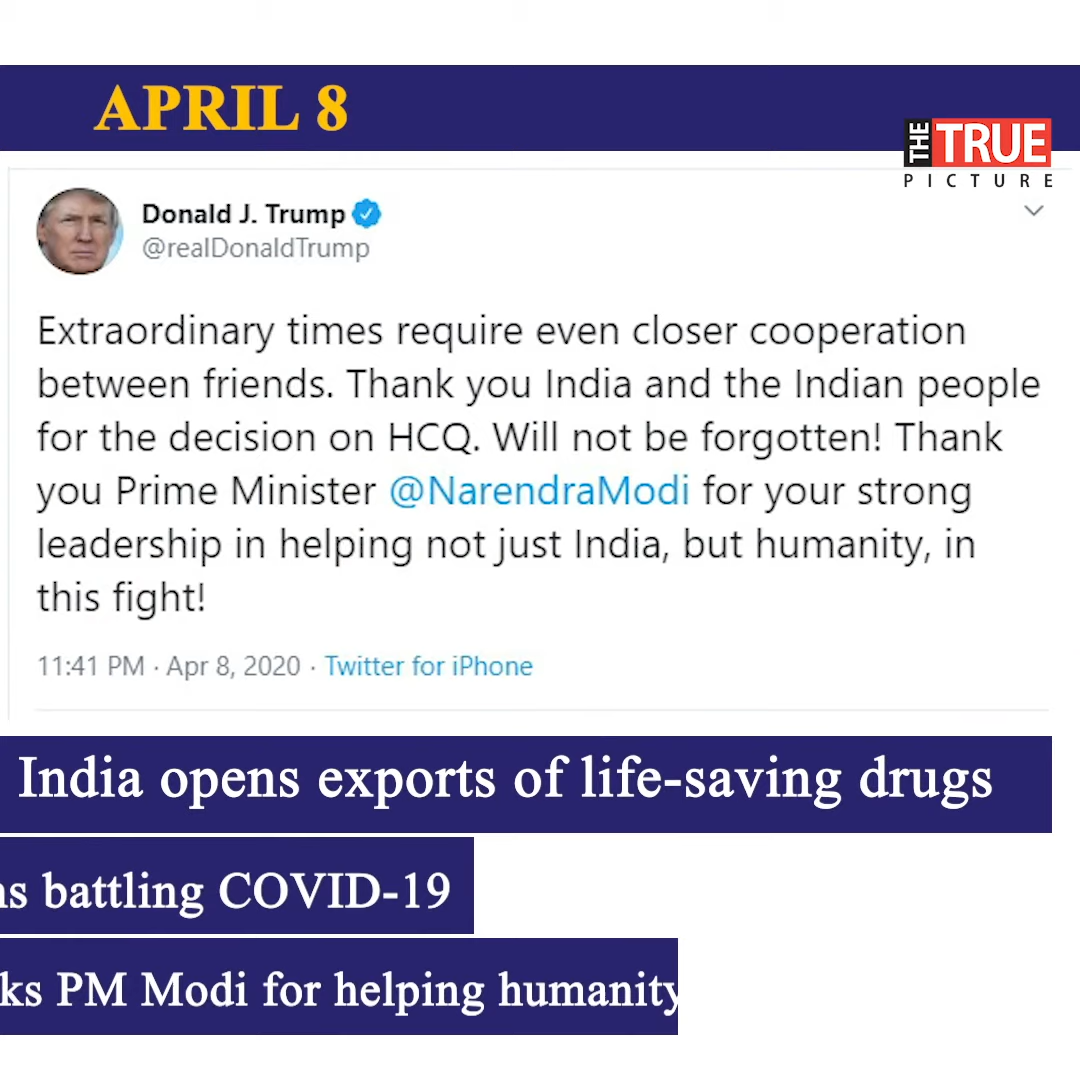 APRIL 8
THE TRUE
PICTURE
Donald J. Trump
@realDonaldTrump
Extraordinary times require even closer cooperation
between friends. Thank you India and the Indian people
for the decision on HCQ. Will not be forgotten! Thank
you Prime Minister @NarendraModi for your strong
leadership in helping not just India, but humanity, in
this fight!
11:41 PM · Apr 8, 2020 · Twitter for iPhone
India opens exports of life-saving drugs
battling COVID-19
PM Modi for helping humanity